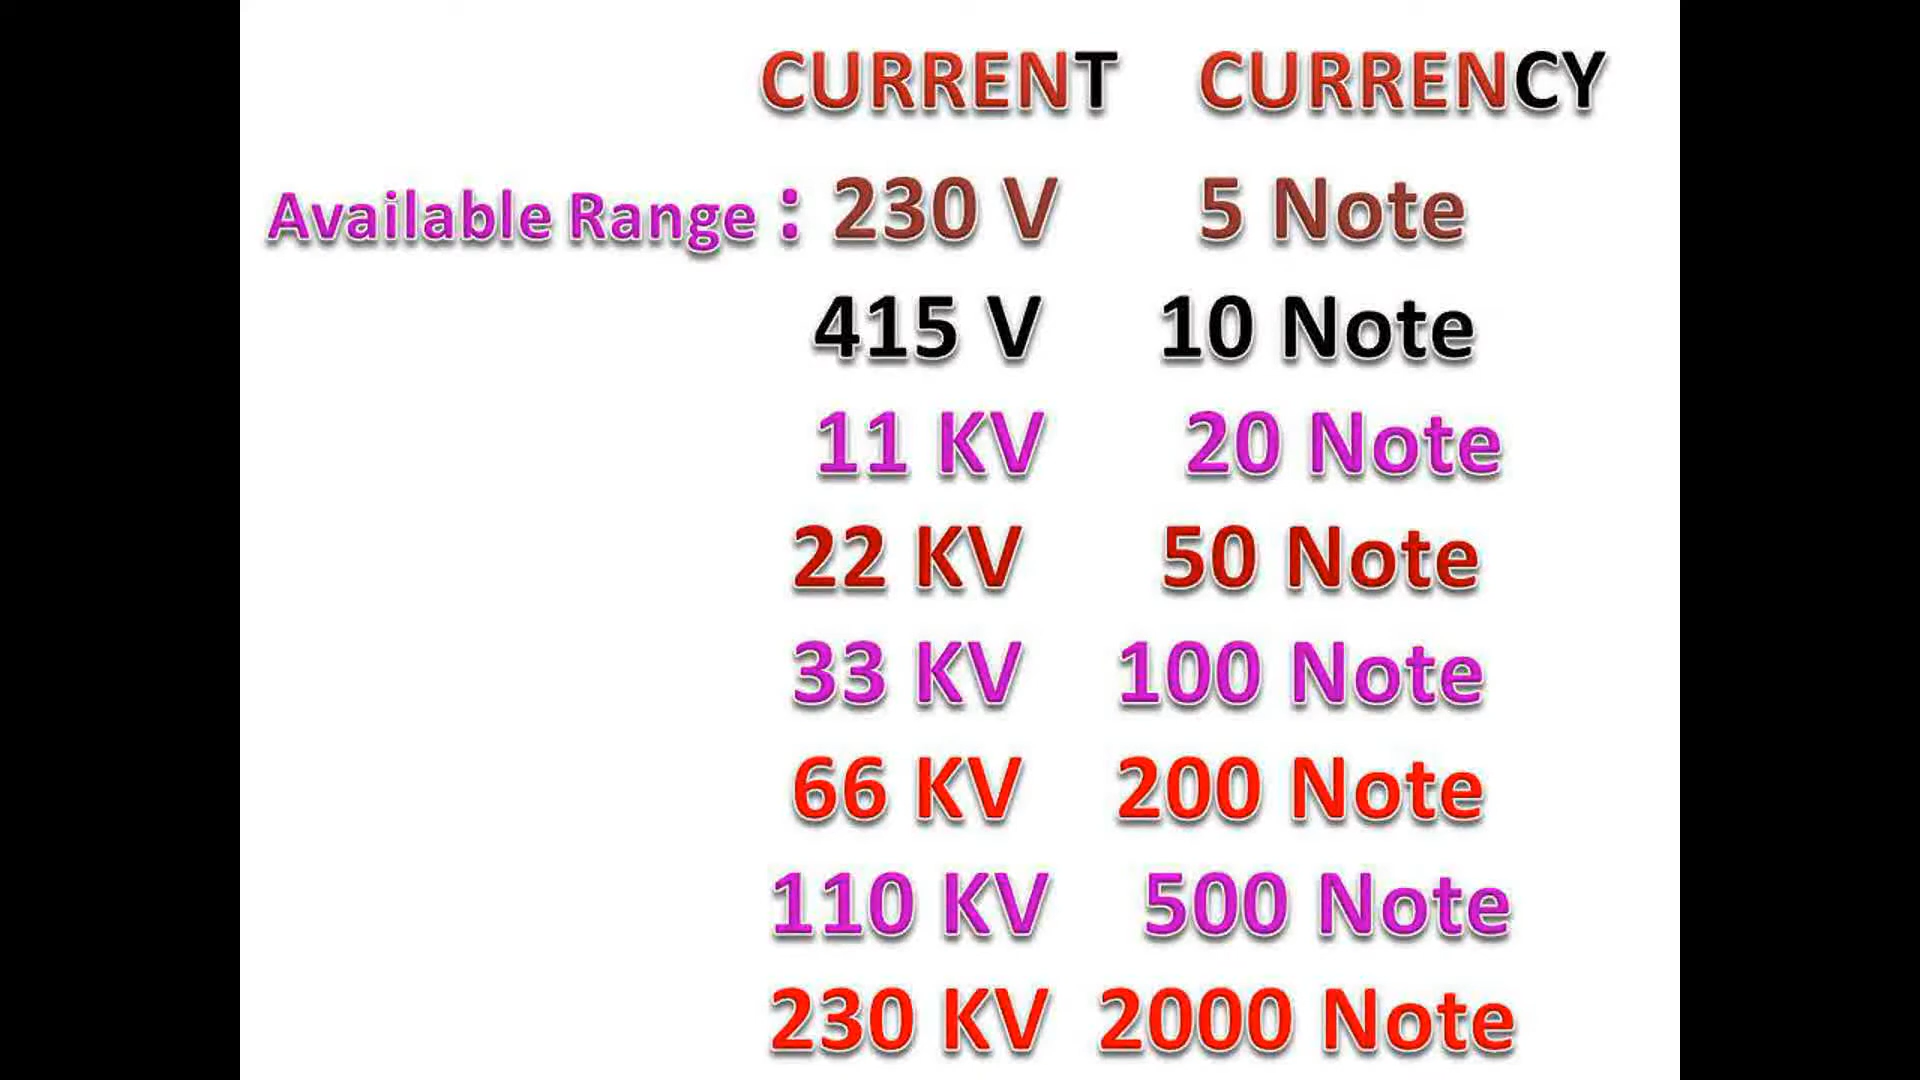 CURRENT CURRENCY
Available Range : 230 V 5 Note
415 V 10 Note
11 KV 20 Note
22 KV 50 Note
33 KV 100 Note
66 KV 200 Note
110 KV 500 Note
230 KV 2000 Note